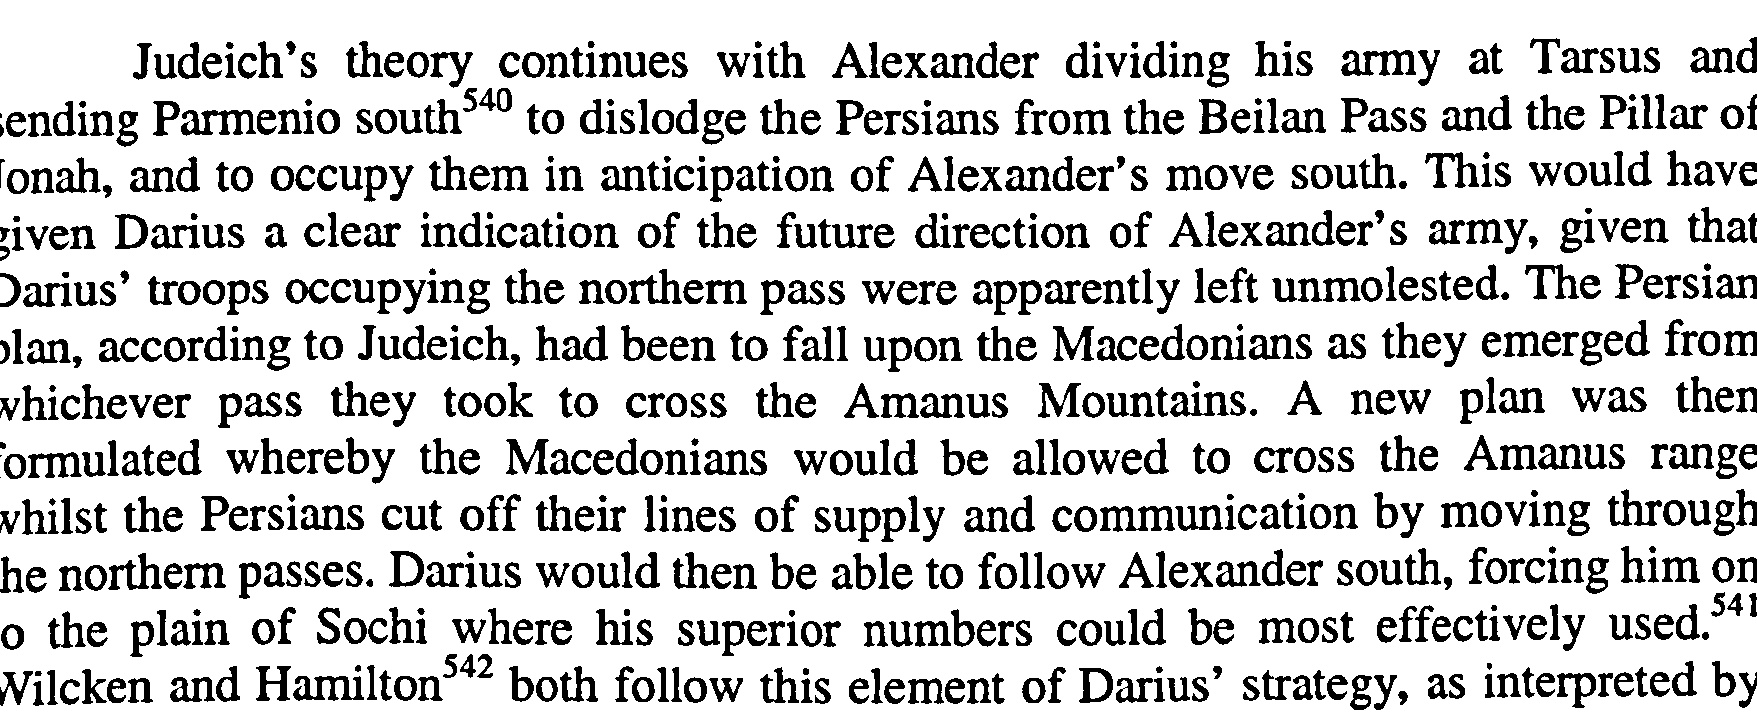 Judeich’s theory continues with Alexander dividing his army at Tarsus and
sending Parmenio south540 to dislodge the Persians from the Beilan Pass and the Pillar of
Jonah, and to occupy them in anticipation of Alexander’s move south. This would have
given Darius a clear indication of the future direction of Alexander’s army, given that
Darius’ troops occupying the northern pass were apparently left unmolested. The Persian
plan, according to Judeich, had been to fall upon the Macedonians as they emerged from
whichever pass they took to cross the Amanus Mountains. A new plan was then
formulated whereby the Macedonians would be allowed to cross the Amanus range
whilst the Persians cut off their lines of supply and communication by moving through
the northern passes. Darius would then be able to follow Alexander south, forcing him on
to the plain of Sochi where his superior numbers could be most effectively used.541
Wilcken and Hamilton542 both follow this element of Darius’ strategy, as interpreted by